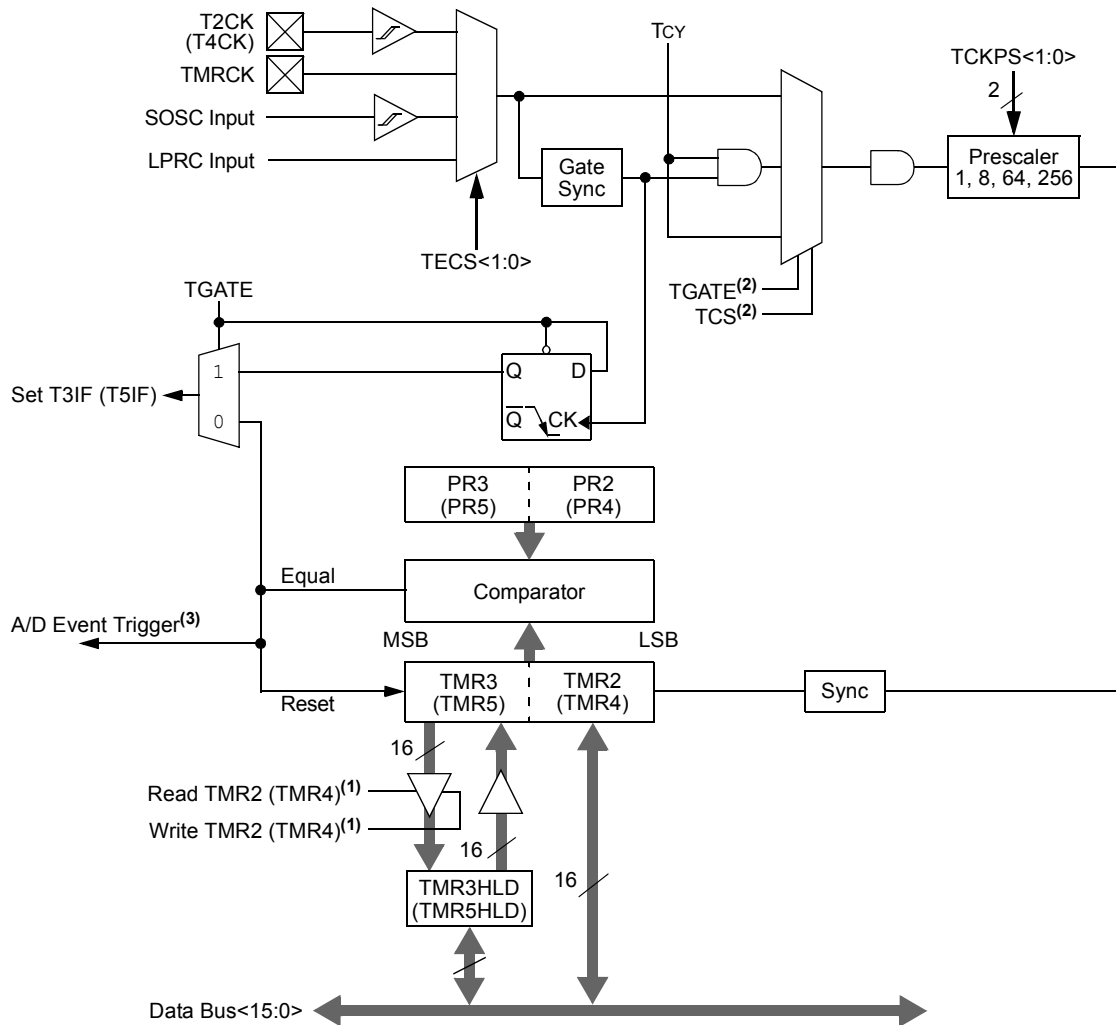 T2CK
(T4CK)
TMRCK
SOSC Input
LPRC Input
TCY
TCKPS<1:0>
2
Gate
Sync
Prescaler
1, 8, 64, 256
TECS<1:0>
TGATE(2)
TCS(2)
TGATE
1
0
Set T3IF (T5IF)
Q
D
Q
CK
PR3
(PR5)
PR2
(PR4)
Equal
Comparator
A/D Event Trigger(3)
MSB
LSB
TMR3
(TMR5)
TMR2
(TMR4)
Reset
Sync
16
Read TMR2 (TMR4)(1)
Write TMR2 (TMR4)(1)
16
16
TMR3HLD
(TMR5HLD)
Data Bus<15:0>